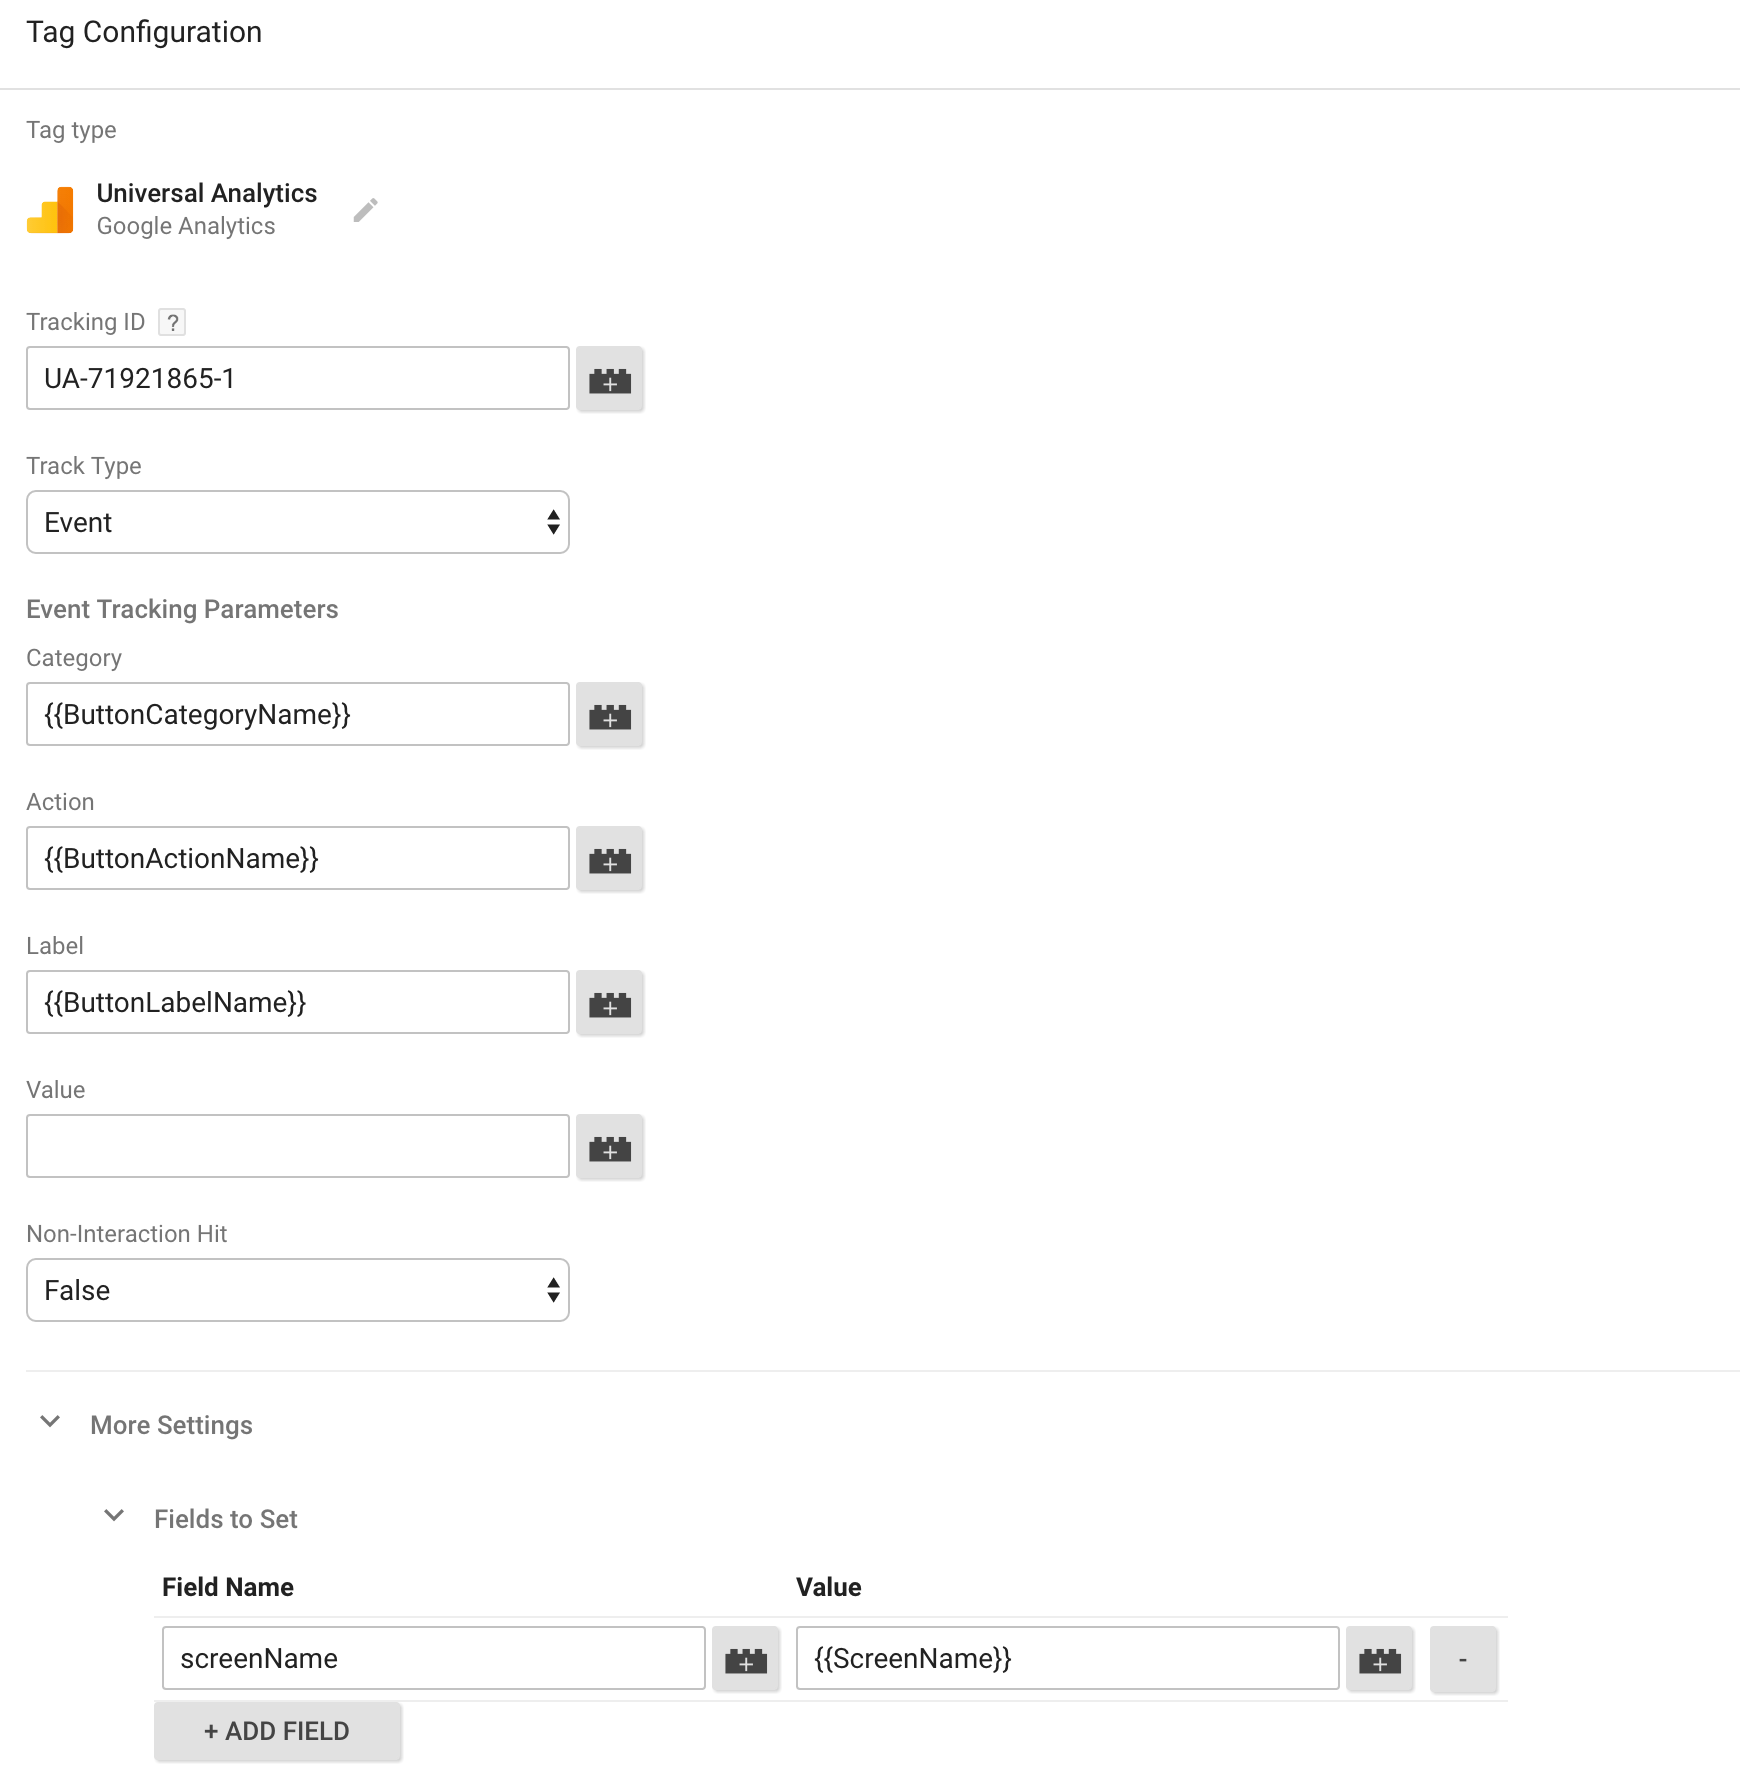 Tag Configuration
Tag type
Universal Analytics
Google Analytics
Tracking ID ?
UA-71921865-1
Track Type
Event
Event Tracking Parameters
Category
{{ButtonCategoryName}}
Action
{{ButtonActionName}}
Label
{{ButtonLabelName}}
Value
Non-Interaction Hit
False
More Settings
Fields to Set
Field Name Value
screenName {{ScreenName}} -
+ ADD FIELD